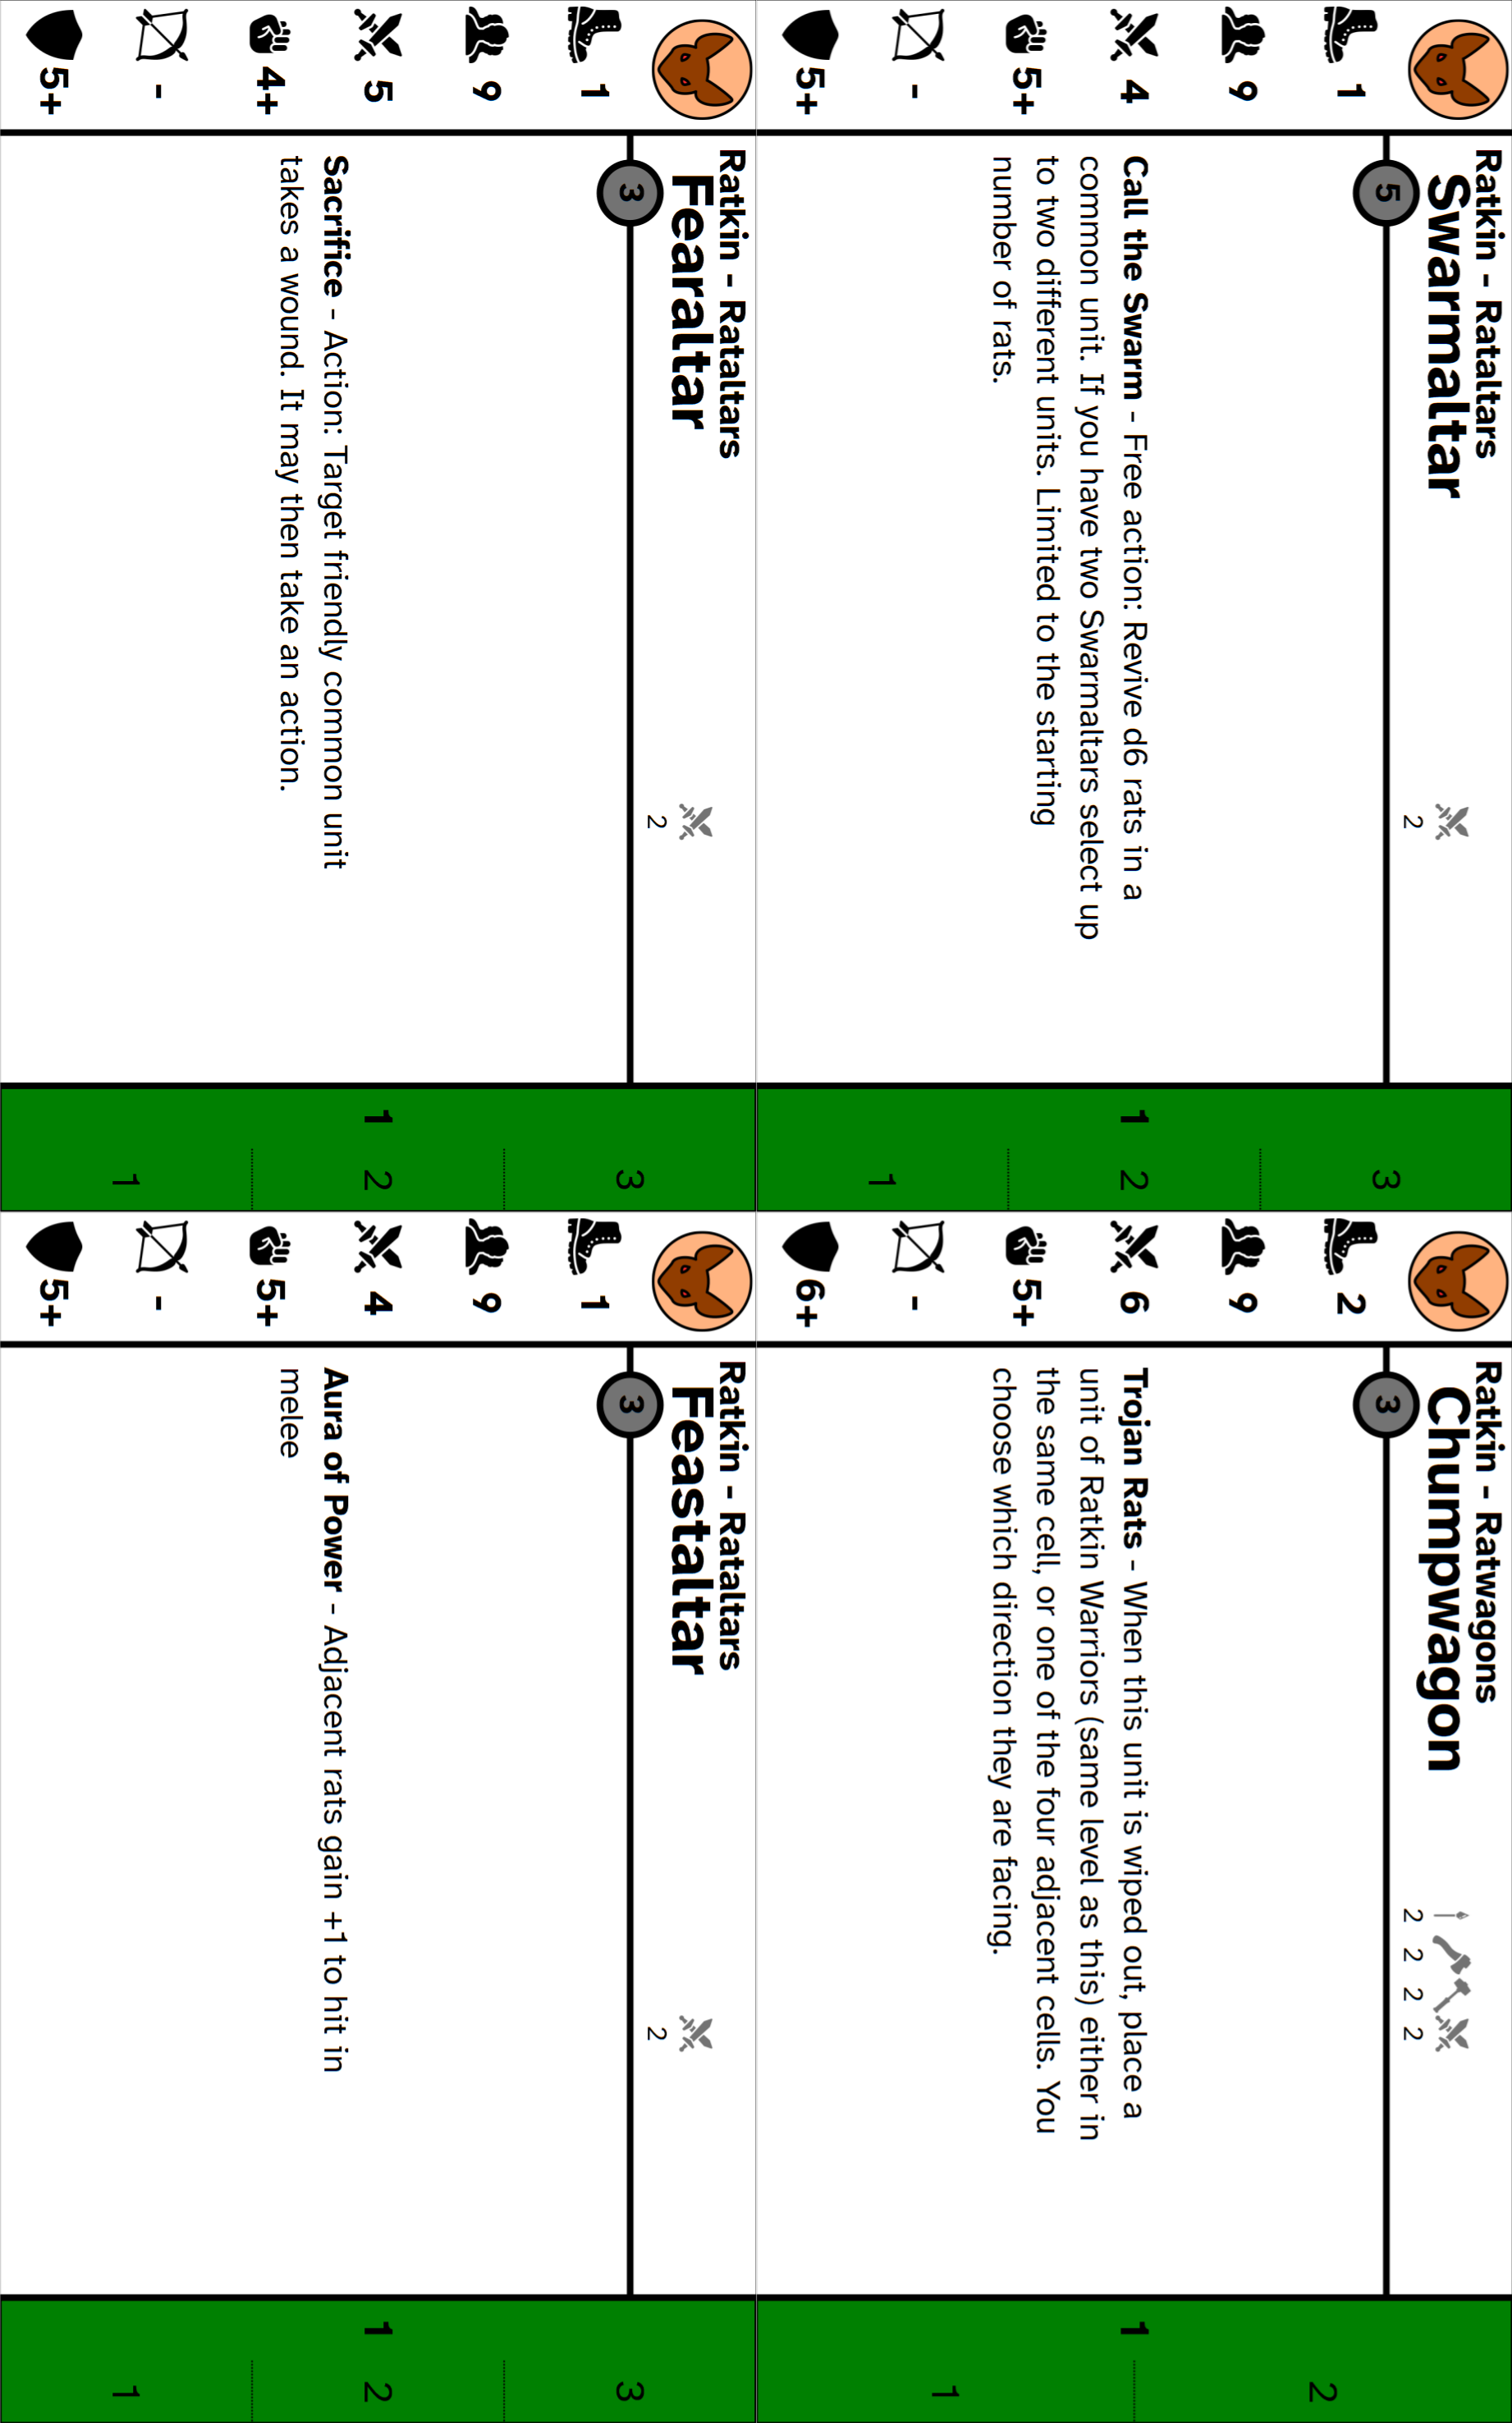 Ratkin - Rataltars
Swarmaltar
5
2
1
9
4
5+
-
5+
Call the Swarm - Free action: Revive d6 rats in a
common unit. If you have two Swarmaltars select up
to two different units. Limited to the starting
number of rats.
1
3
2
1
Ratkin - Ratwagons
Chumpwagon
3
2 2 2 2
2
9
6
5+
-
6+
Trojan Rats - When this unit is wiped out, place a
unit of Ratkin Warriors (same level as this) either in
the same cell, or one of the four adjacent cells. You
choose which direction they are facing.
1
2
1
Ratkin - Rataltars
Fearaltar
3
2
1
9
5
4+
-
5+
Sacrifice - Action: Target friendly common unit
takes a wound. It may then take an action.
1
3
2
1
Ratkin - Rataltars
Feastaltar
3
2
1
9
4
5+
-
5+
Aura of Power - Adjacent rats gain +1 to hit in
melee
1
3
2
1